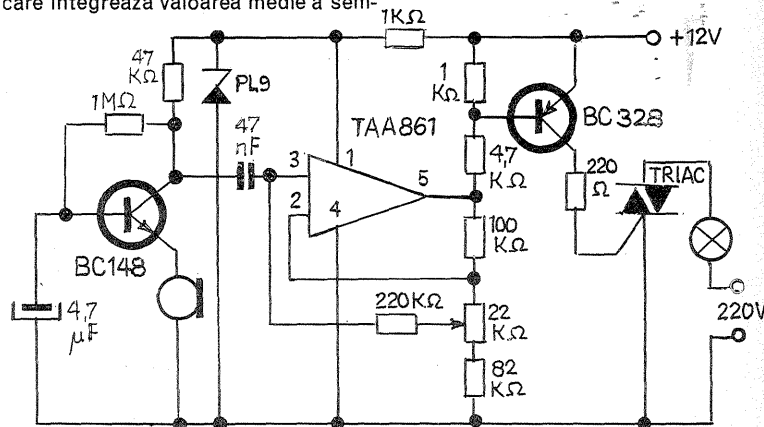 care integrează valoarea medie a sem-
1KΩ
+12V
47
KΩ
PL9
1
KΩ
1MΩ
47
nF
TAA861
BC 328
3
1
4,7
KΩ
5
220
Ω
TRIAC
2
4
100
KΩ
BC148
220KΩ
22
KΩ
220V
4,7
μF
82
KΩ